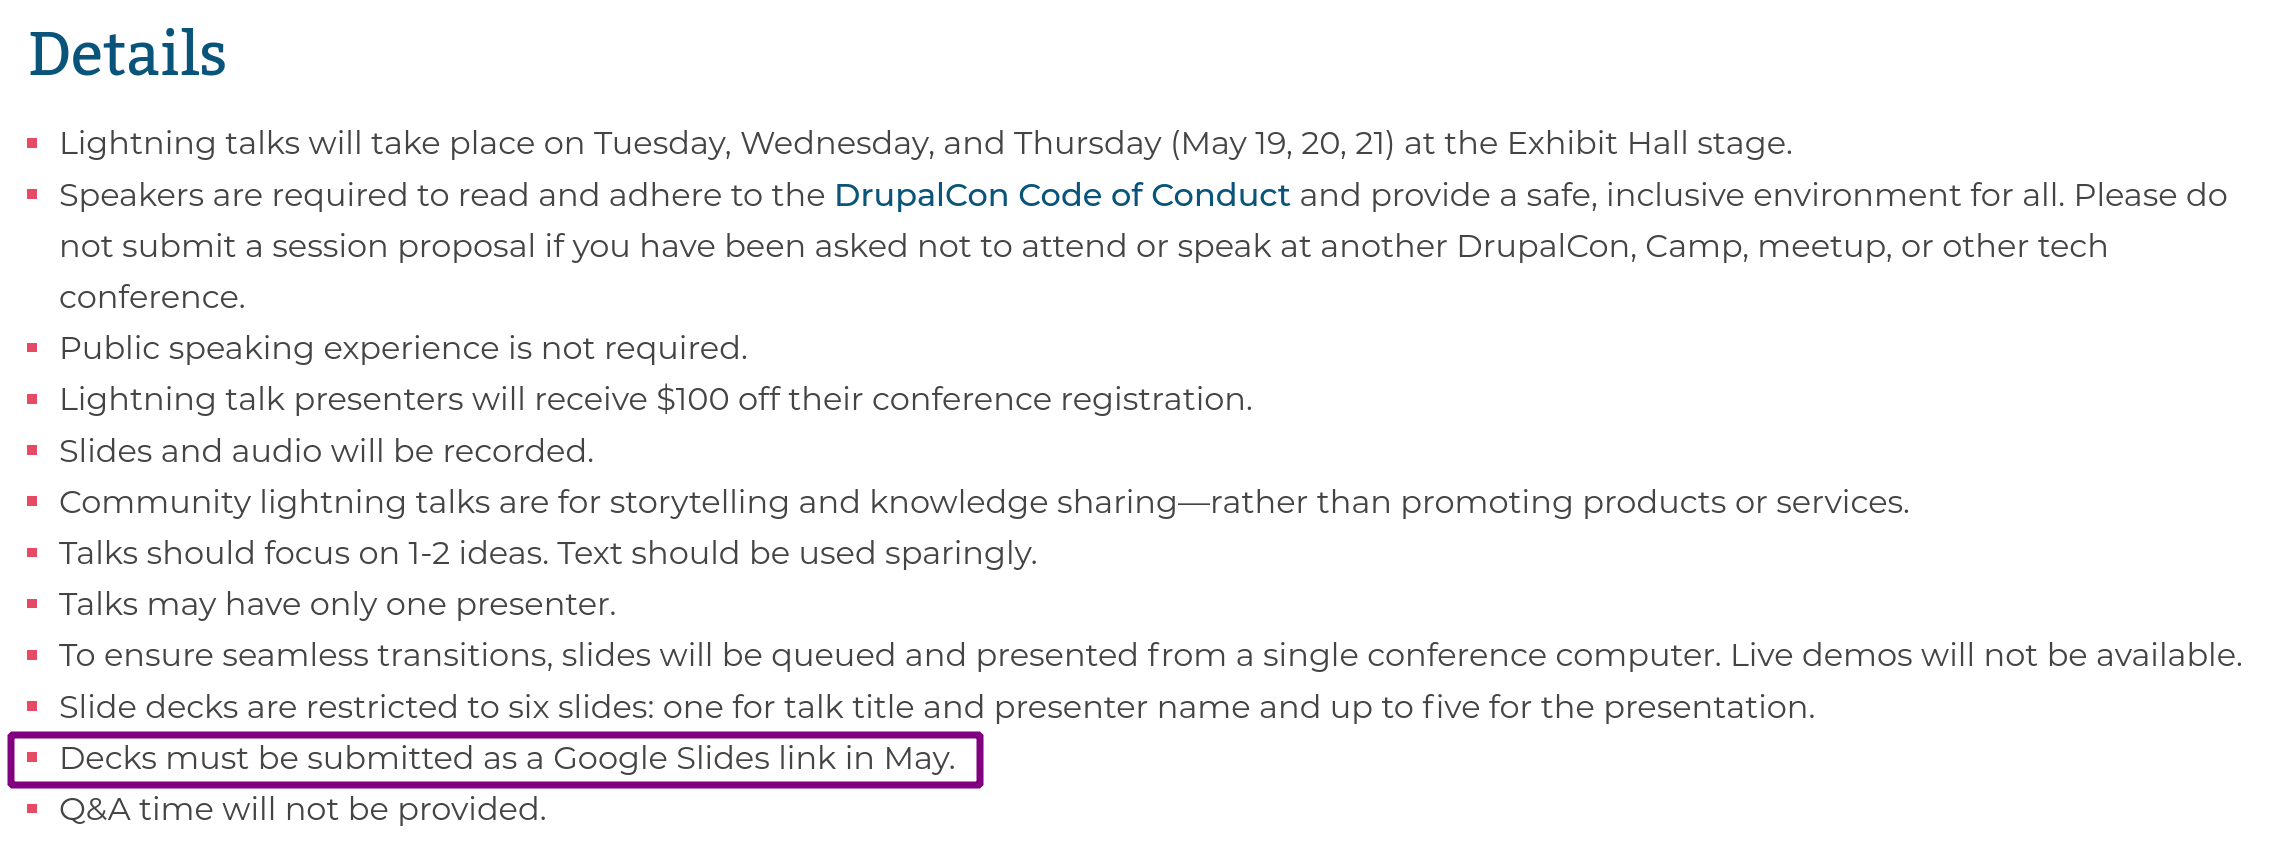 Details
Lightning talks will take place on Tuesday, Wednesday, and Thursday (May 19, 20, 21) at the Exhibit Hall stage.
Speakers are required to read and adhere to the DrupalCon Code of Conduct and provide a safe, inclusive environment for all. Please do
not submit a session proposal if you have been asked not to attend or speak at another DrupalCon, Camp, meetup, or other tech
conference.
Public speaking experience is not required.
Lightning talk presenters will receive $100 off their conference registration.
Slides and audio will be recorded.
Community lightning talks are for storytelling and knowledge sharing—rather than promoting products or services.
Talks should focus on 1-2 ideas. Text should be used sparingly.
Talks may have only one presenter.
To ensure seamless transitions, slides will be queued and presented from a single conference computer. Live demos will not be available.
Slide decks are restricted to six slides: one for talk title and presenter name and up to five for the presentation.
Decks must be submitted as a Google Slides link in May.
Q&A time will not be provided.